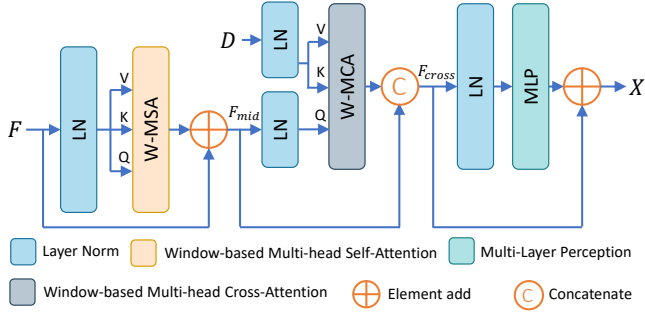 D
LN
V
K
W-MCA
F_cross
LN
MLP
X
C
F
LN
V
K
Q
W-MSA
F_mid
LN
Q
Layer Norm
Window-based Multi-head Self-Attention
Multi-Layer Perception
Window-based Multi-head Cross-Attention
Element add
C
Concatenate